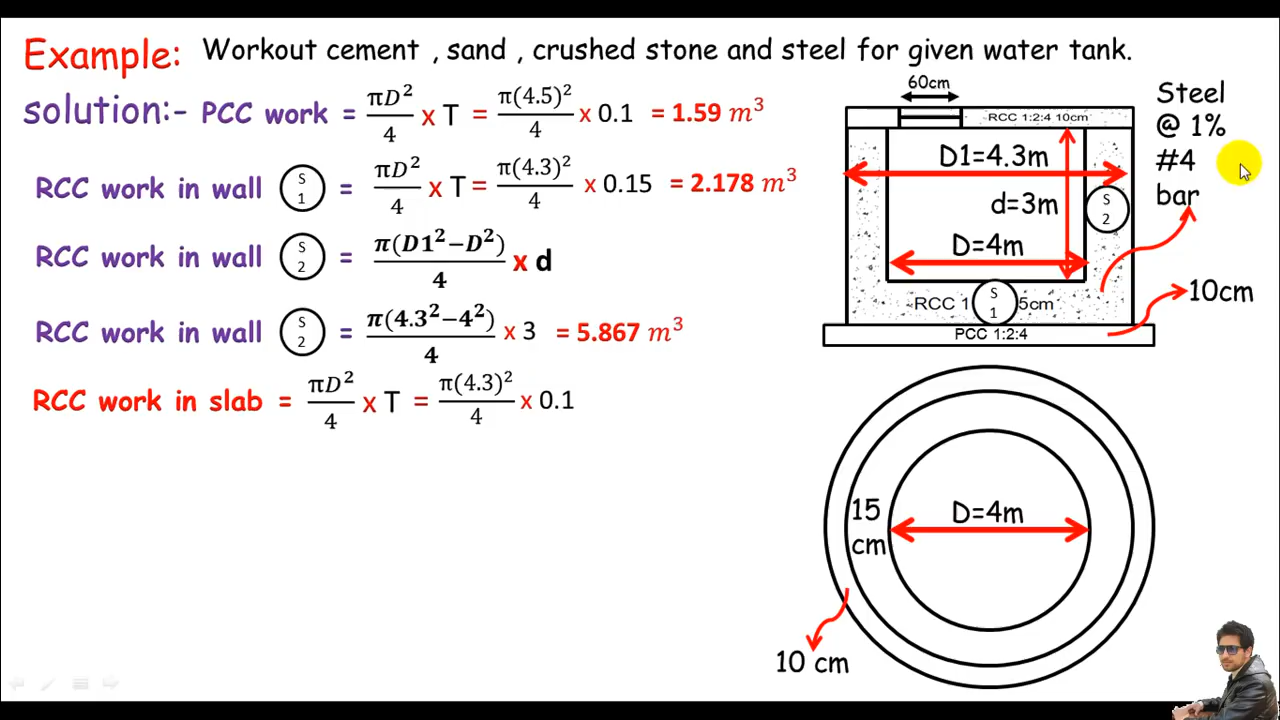 Example: Workout cement , sand , crushed stone and steel for given water tank.
solution:- PCC work = πD²/4 x T = π(4.5)²/4 x 0.1 = 1.59 m³
RCC work in wall S1 = πD²/4 x T = π(4.3)²/4 x 0.15 = 2.178 m³
RCC work in wall S2 = π(D1²−D²)/4 x d
RCC work in wall S2 = π(4.3²−4²)/4 x 3 = 5.867 m³
RCC work in slab = πD²/4 x T = π(4.3)²/4 x 0.1
60cm
RCC 1:2:4 10cm
Steel
@ 1%
#4
bar
D1=4.3m
d=3m
S
2
D=4m
RCC 1
S
1
5cm
10cm
PCC 1:2:4
15
cm
D=4m
10 cm